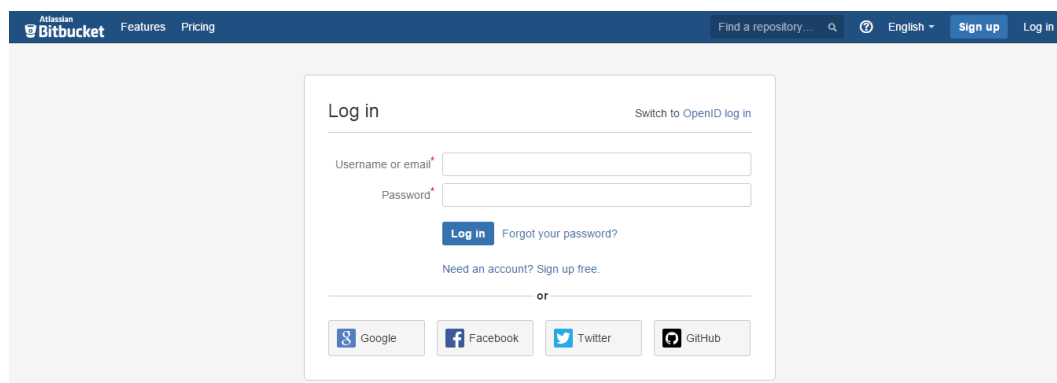 Atlassian
Bitbucket Features Pricing Find a repository... English Sign up Log in
Log in Switch to OpenID log in
Username or email*
Password*
Log in Forgot your password?
Need an account? Sign up free.
or
Google Facebook Twitter GitHub